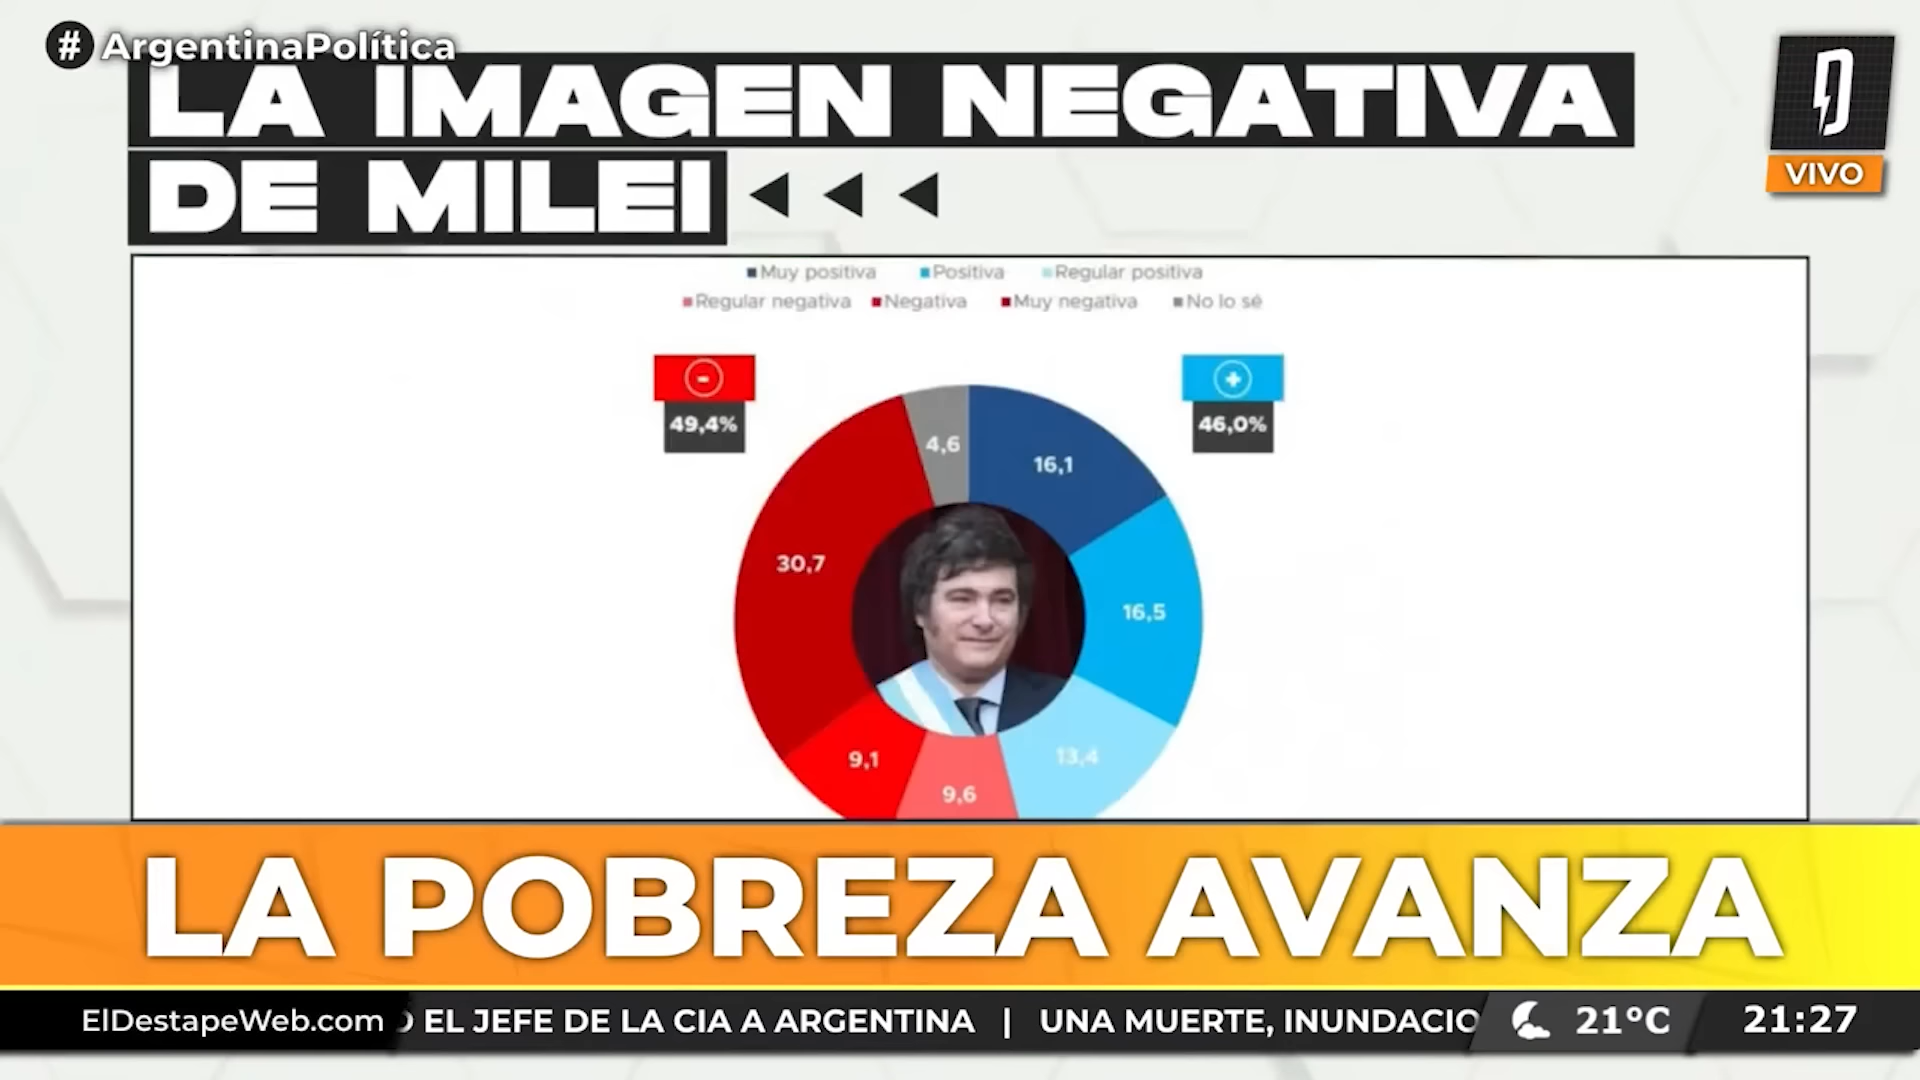 # ArgentinaPolítica
LA IMAGEN NEGATIVA
DE MILEI
VIVO
Muy positiva Positiva Regular positiva
Regular negativa Negativa Muy negativa No lo sé
-
+
49,4%
46,0%
4,6
16,1
30,7
16,5
9,1
13,4
9,6
LA POBREZA AVANZA
ElDestapeWeb.com
EL JEFE DE LA CIA A ARGENTINA | UNA MUERTE, INUNDACIO
21°C
21:27